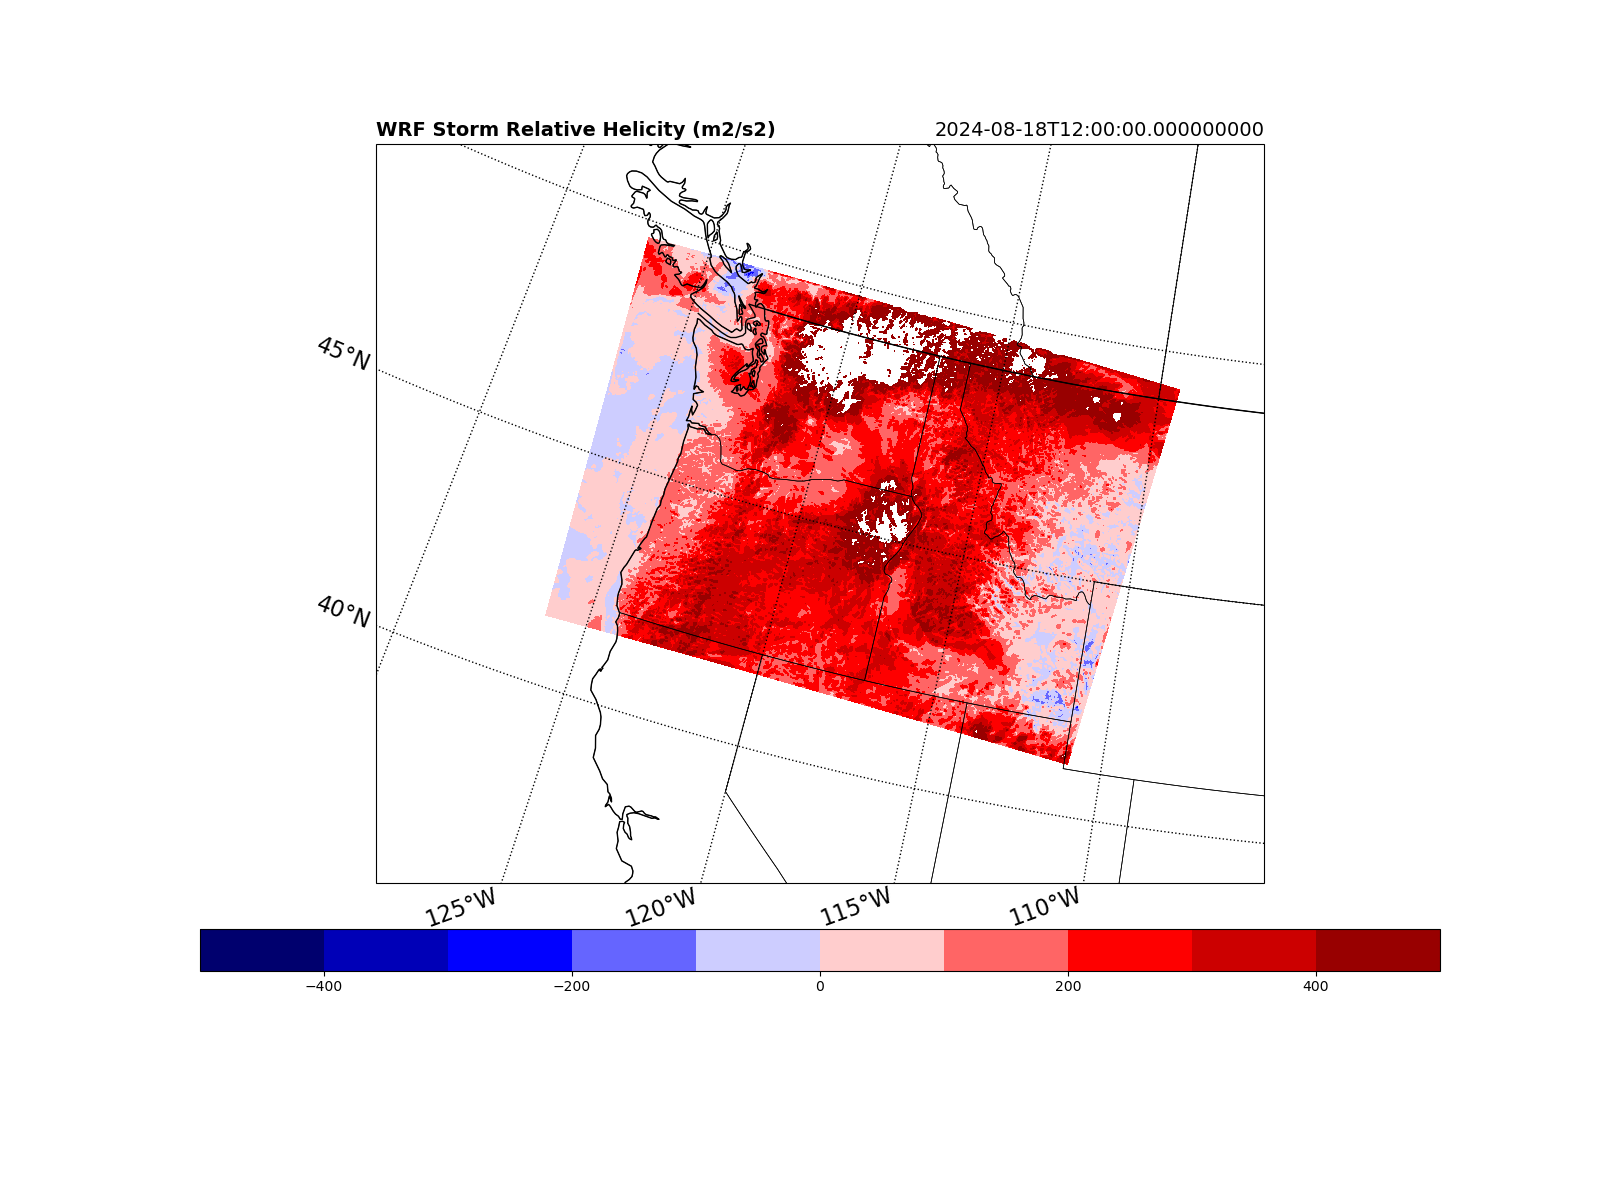 WRF Storm Relative Helicity (m2/s2) 2024-08-18T12:00:00.000000000
45°N
40°N
125°W 120°W 115°W 110°W
−400 −200 0 200 400